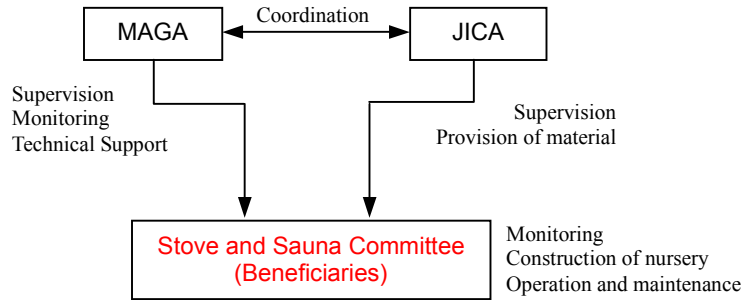 MAGA
Coordination
JICA
Supervision
Monitoring
Technical Support
Supervision
Provision of material
Stove and Sauna Committee
(Beneficiaries)
Monitoring
Construction of nursery
Operation and maintenance